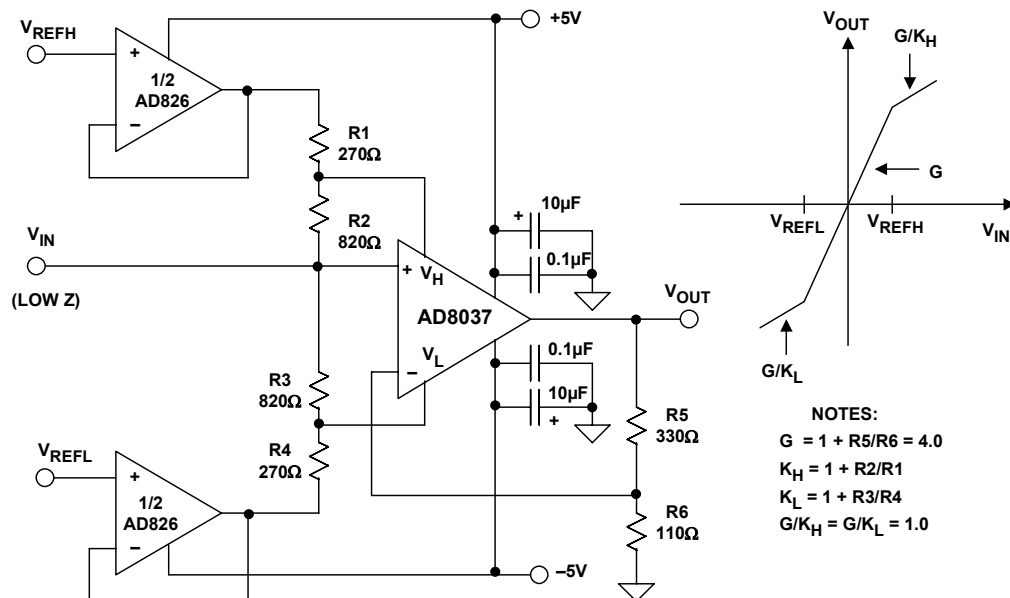 VREFH
+
1/2
AD826
−
+5V
R1
270Ω
R2
820Ω
VIN
(LOW Z)
+
VH
AD8037
VL
−
+
10µF
0.1µF
VOUT
0.1µF
10µF
+
R3
820Ω
R4
270Ω
R5
330Ω
R6
110Ω
VREFL
+
1/2
AD826
−
−5V
VOUT
G/KH
G
VREFL
VREFH
VIN
G/KL
NOTES:
G = 1 + R5/R6 = 4.0
KH = 1 + R2/R1
KL = 1 + R3/R4
G/KH = G/KL = 1.0